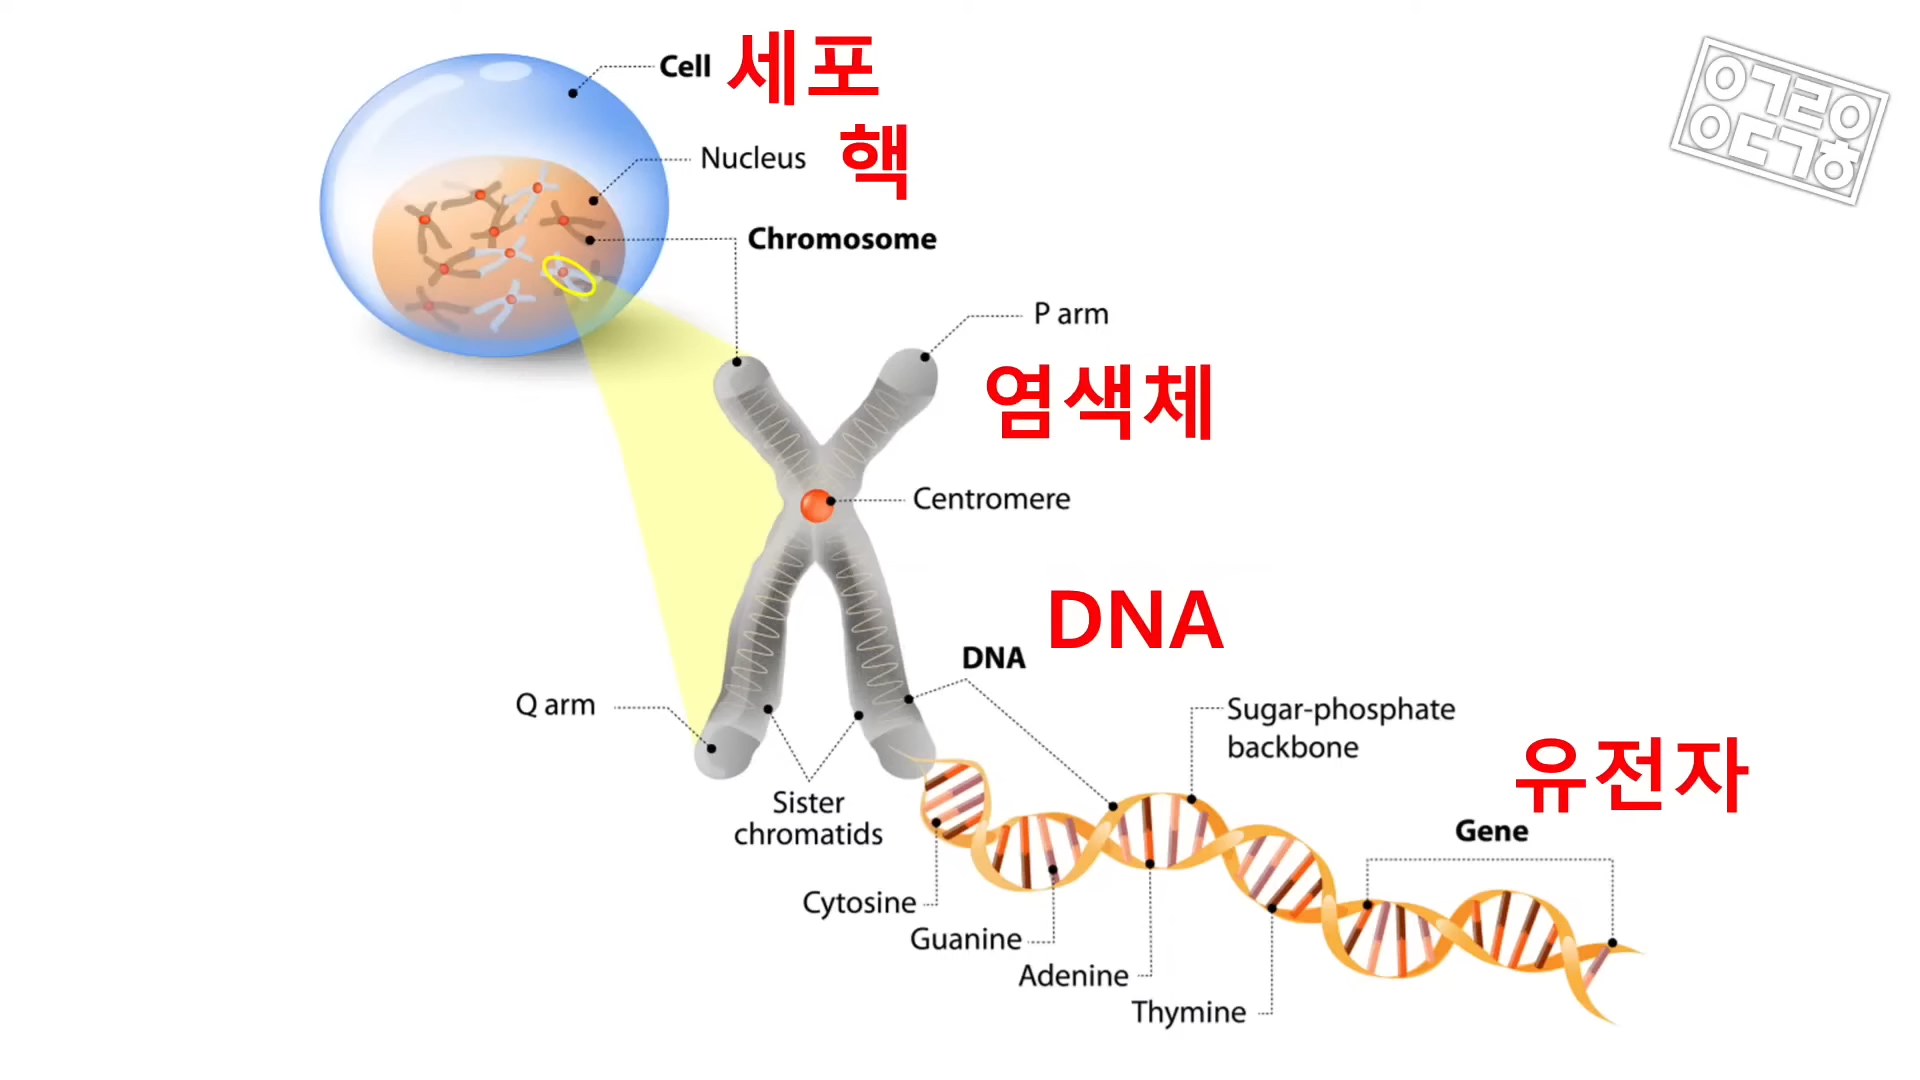 Cell 세포
Nucleus 핵
Chromosome
P arm
염색체
Centromere
DNA
DNA
Q arm
Sugar-phosphate
backbone
유전자
Sister
chromatids
Gene
Cytosine
Guanine
Adenine
Thymine